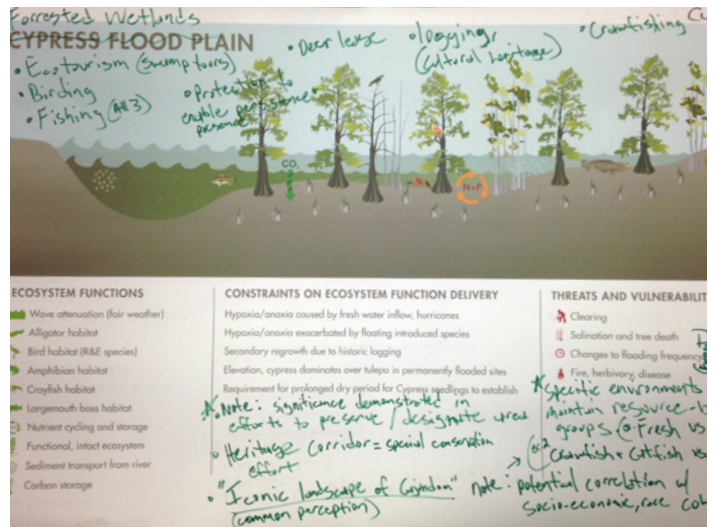 Forrested Wetlands
CYPRESS FLOOD PLAIN
• Ecotourism (swamp tours)
• Birding
• Fishing (All 3)
• Deer lease
• Protection to
enable persistence
presence
• logging,
(cultural heritage)
• Crawfishing
CO₂
N+P
ECOSYSTEM FUNCTIONS
Wave attenuation (fair weather)
Alligator habitat
Bird habitat (R&E species)
Amphibian habitat
Crayfish habitat
Largemouth bass habitat
Nutrient cycling and storage
Functional, intact ecosystem
Sediment transport from river
Carbon storage
CONSTRAINTS ON ECOSYSTEM FUNCTION DELIVERY
Hypoxia/anoxia caused by fresh water inflow, hurricanes
Hypoxia/anoxia exacerbated by floating introduced species
Secondary regrowth due to historic logging
Elevation, cypress dominates over tulepo in permanently flooded sites
Requirement for prolonged dry period for Cypress seedlings to establish
* Note: significance demonstrated in
efforts to preserve / designate areas
• Heritage Corridor = special conservation
effort
• "Iconic landscape of Cajundom"
(common perception)
THREATS AND VULNERABILIT
Clearing
Salination and tree death
Changes to flooding frequency
Fire, herbivory, disease
* Specific environments
maintain resource-b
groups (e. Fresh vs
Crawfish + Catfish vs
note: potential correlation w/
socio-economic, race